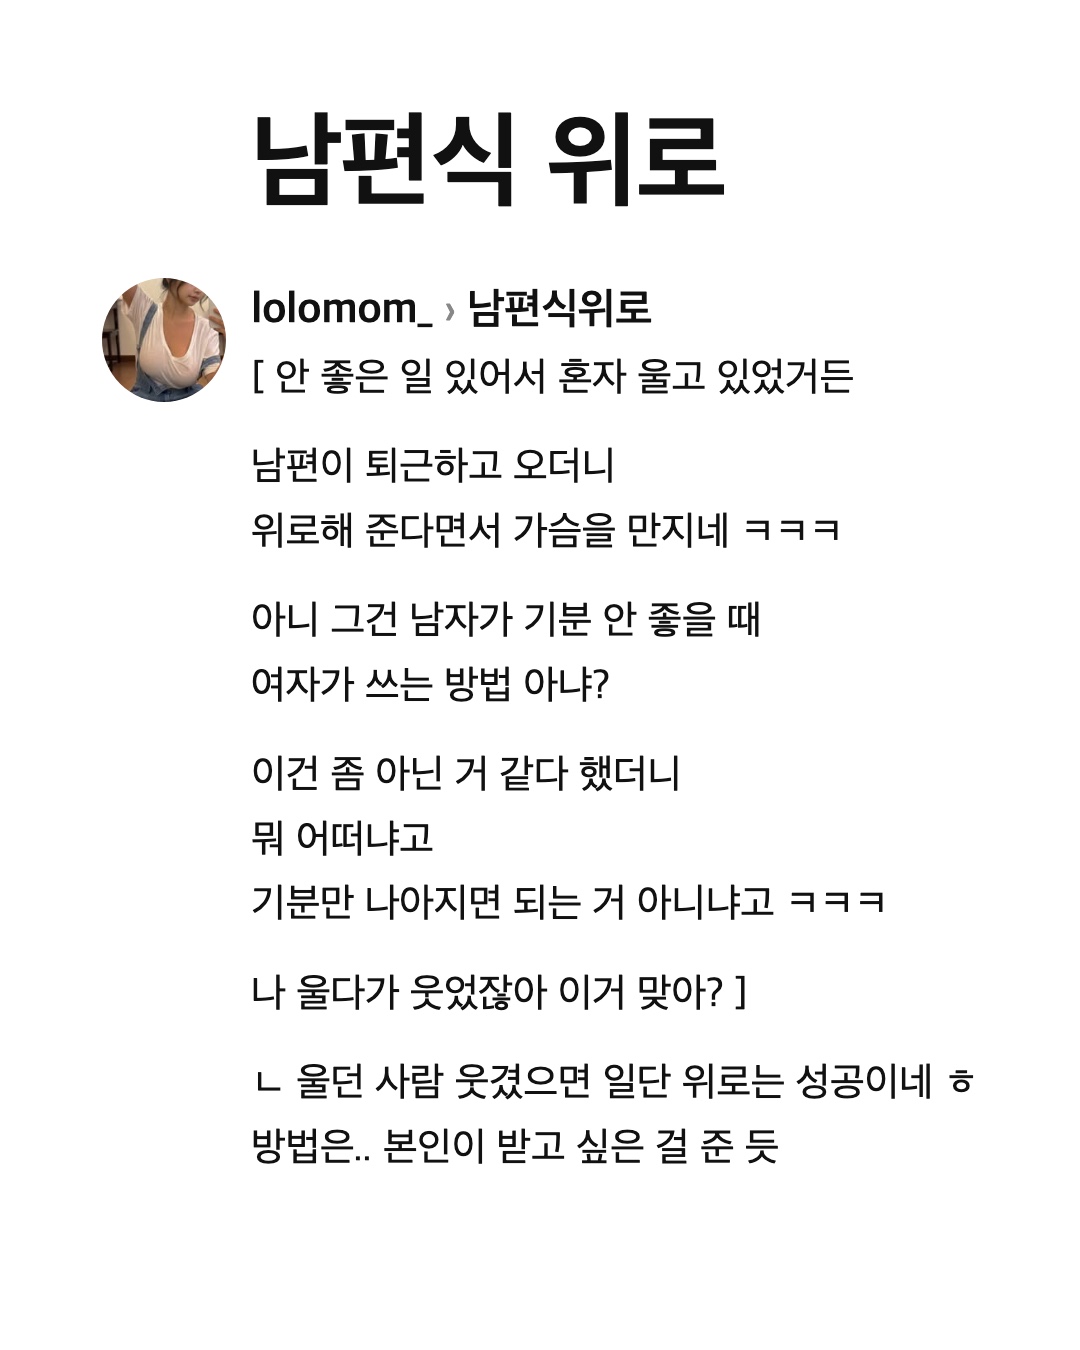 남편식 위로
lolomom_ › 남편식위로
[ 안 좋은 일 있어서 혼자 울고 있었거든
남편이 퇴근하고 오더니
위로해 준다면서 가슴을 만지네 ㅋㅋㅋ
아니 그건 남자가 기분 안 좋을 때
여자가 쓰는 방법 아냐?
이건 좀 아닌 거 같다 했더니
뭐 어떠냐고
기분만 나아지면 되는 거 아니냐고 ㅋㅋㅋ
나 울다가 웃었잖아 이거 맞아? ]
ㄴ 울던 사람 웃겼으면 일단 위로는 성공이네 ㅎ
방법은.. 본인이 받고 싶은 걸 준 듯